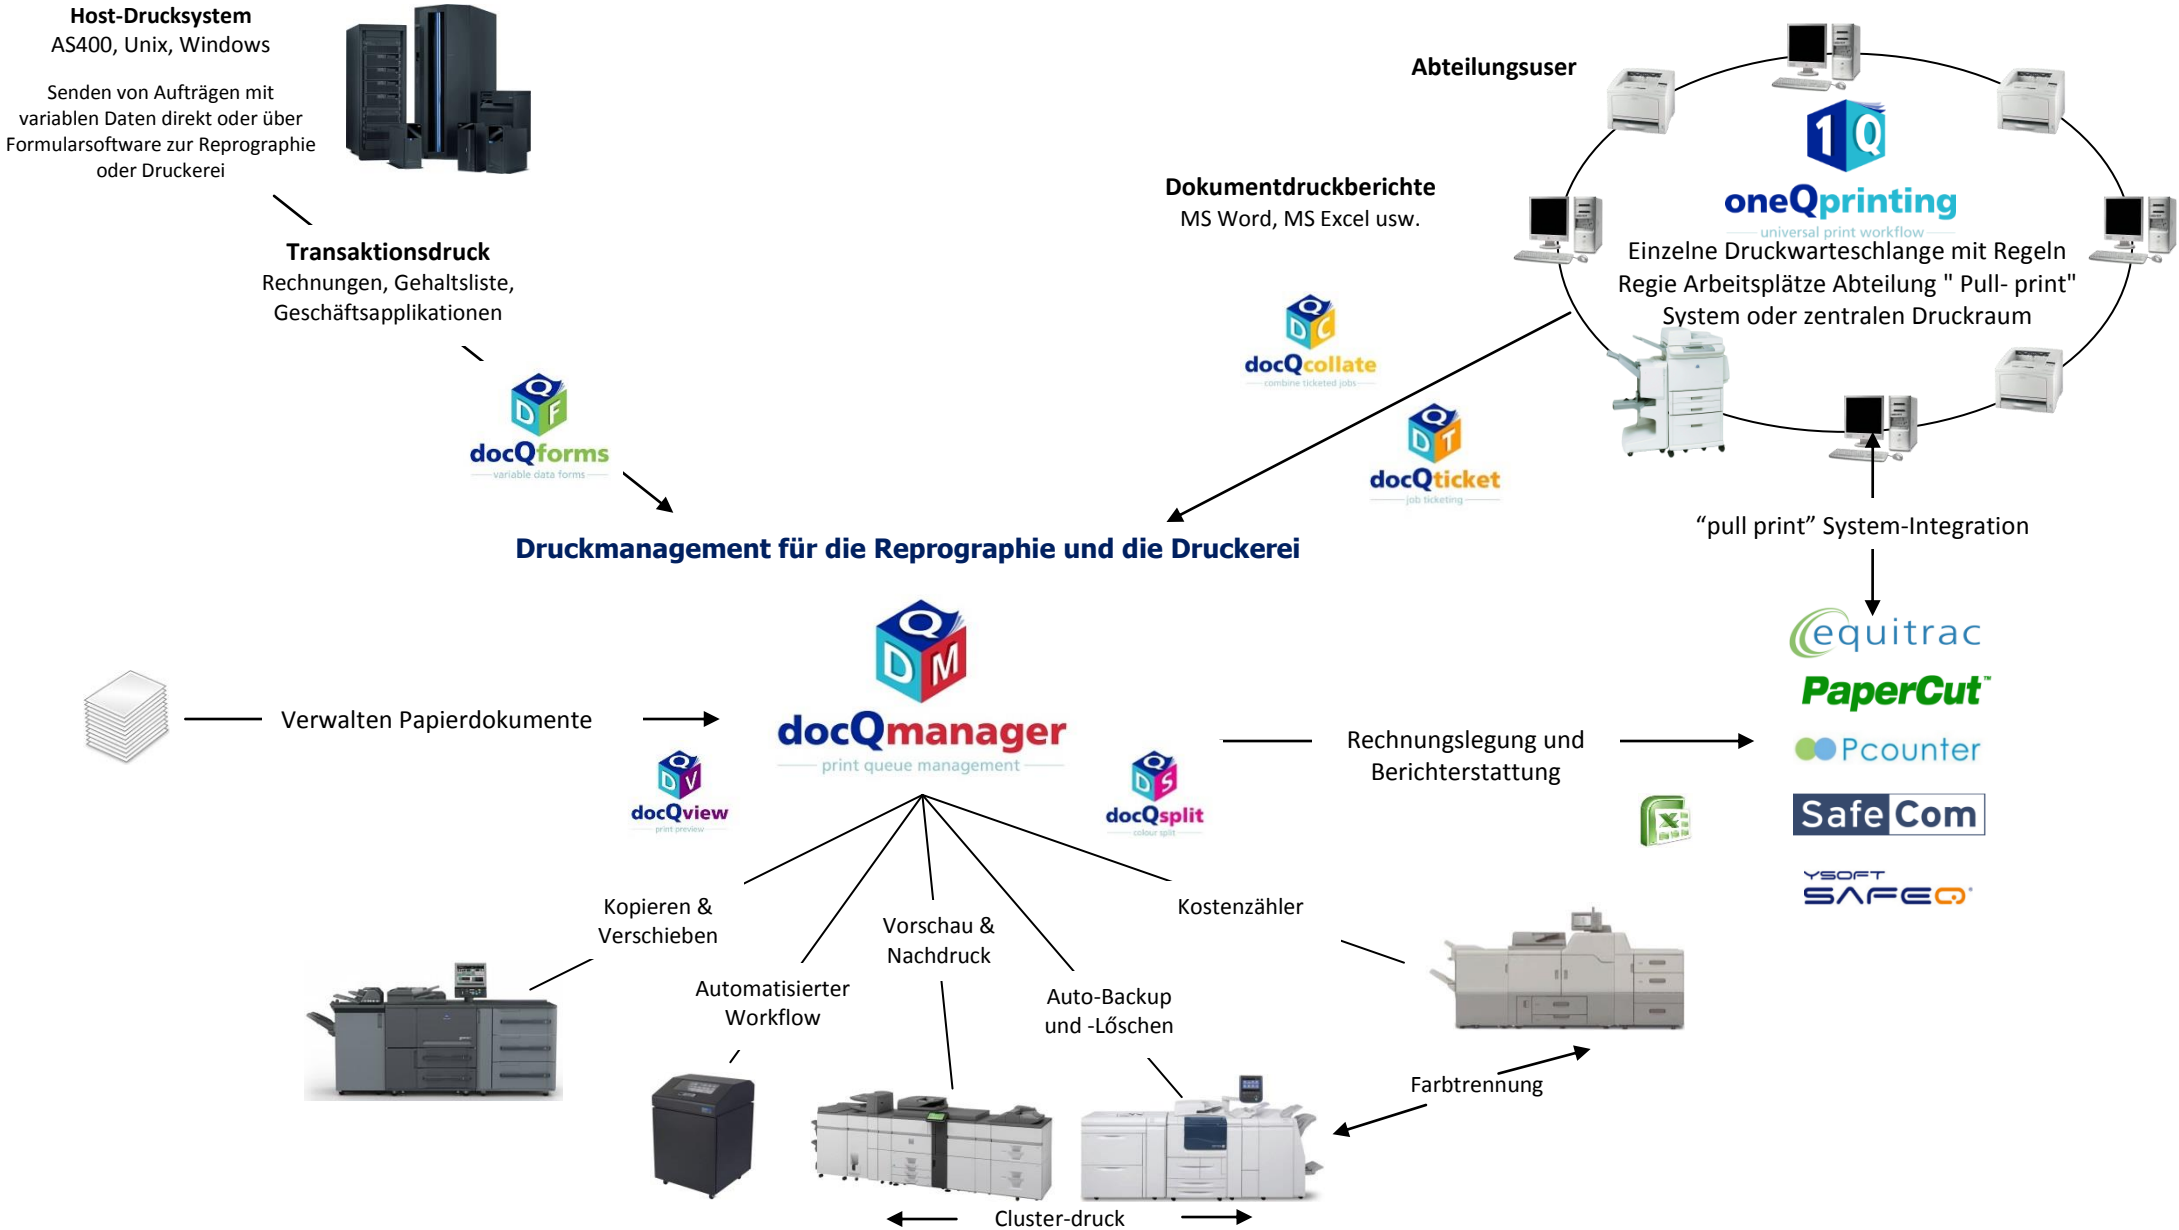 Host-Drucksystem
AS400, Unix, Windows
Senden von Aufträgen mit
variablen Daten direkt oder über
Formularsoftware zur Reprographie
oder Druckerei
Transaktionsdruck
Rechnungen, Gehaltsliste,
Geschäftsapplikationen
Q
D F
docQforms
variable data forms
Abteilungsuser
Dokumentdruckberichte
MS Word, MS Excel usw.
1 Q
oneQprinting
universal print workflow
Einzelne Druckwarteschlange mit Regeln
Regie Arbeitsplätze Abteilung " Pull- print"
System oder zentralen Druckraum
Q
D C
docQcollate
combine ticketed jobs
Q
D T
docQticket
job ticketing
"pull print" System-Integration
Druckmanagement für die Reprographie und die Druckerei
Q
D M
docQmanager
print queue management
Verwalten Papierdokumente
Q
D V
docQview
print preview
Q
D S
docQsplit
colour split
Rechnungslegung und
Berichterstattung
equitrac
PaperCut™
Pcounter
Safe Com
YSOFT
SAFEQ
X
Kopieren &
Verschieben
Automatisierter
Workflow
Vorschau &
Nachdruck
Auto-Backup
und -Lőschen
Kostenzähler
Farbtrennung
Cluster-druck